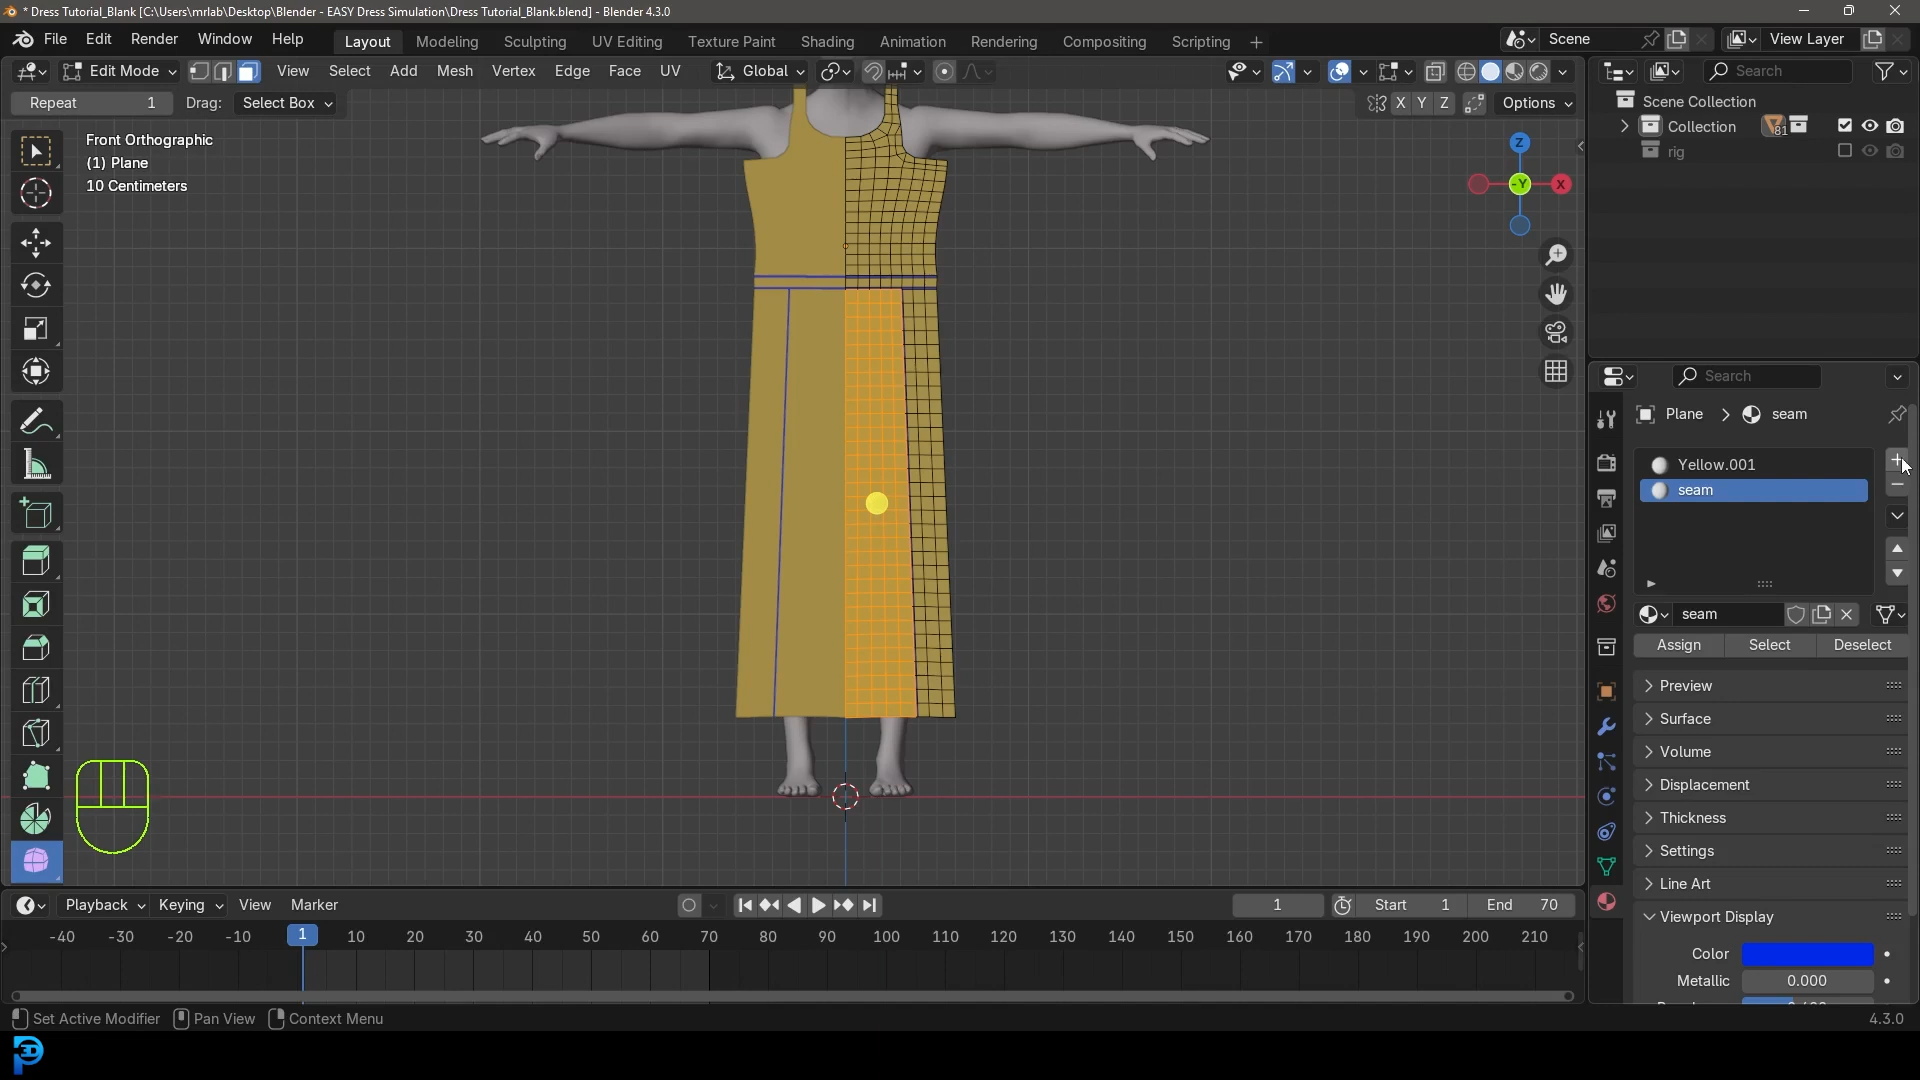 * Dress Tutorial_Blank [C:\Users\mrlab\Desktop\Blender - EASY Dress Simulation\Dress Tutorial_Blank.blend] - Blender 4.3.0
File Edit Render Window Help Layout Modeling Sculpting UV Editing Texture Paint Shading Animation Rendering Compositing Scripting + Scene View Layer
Edit Mode View Select Add Mesh Vertex Edge Face UV Global Search
Repeat 1 Drag: Select Box X Y Z Options
Scene Collection
Collection 81
rig
Front Orthographic
(1) Plane
10 Centimeters
Z
-Y X
Search
Plane > seam
Yellow.001
seam
seam
Assign Select Deselect
Preview
Surface
Volume
Displacement
Thickness
Settings
Line Art
Viewport Display
Color
Metallic 0.000
Playback Keying View Marker 1 Start 1 End 70
-40 -30 -20 -10 1 10 20 30 40 50 60 70 80 90 100 110 120 130 140 150 160 170 180 190 200 210
Set Active Modifier Pan View Context Menu 4.3.0